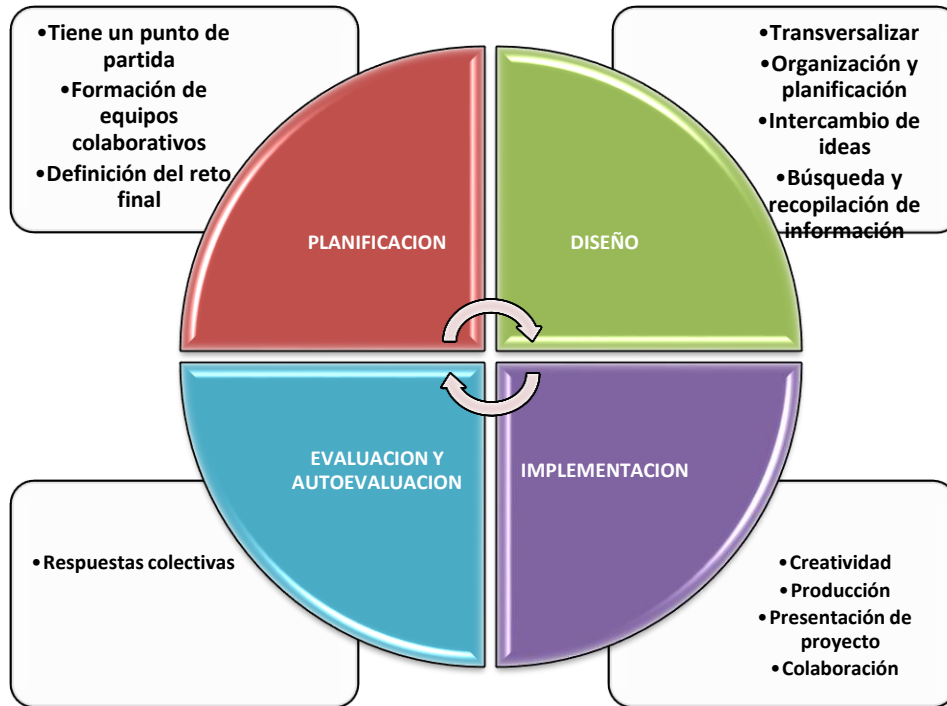 •Tiene un punto de
partida
•Formación de
equipos
colaborativos
•Definición del reto
final
•Transversalizar
•Organización y
planificación
•Intercambio de
ideas
•Búsqueda y
recopilación de
información
PLANIFICACION
DISEÑO
EVALUACION Y
AUTOEVALUACION
IMPLEMENTACION
•Respuestas colectivas
•Creatividad
•Producción
•Presentación de
proyecto
•Colaboración